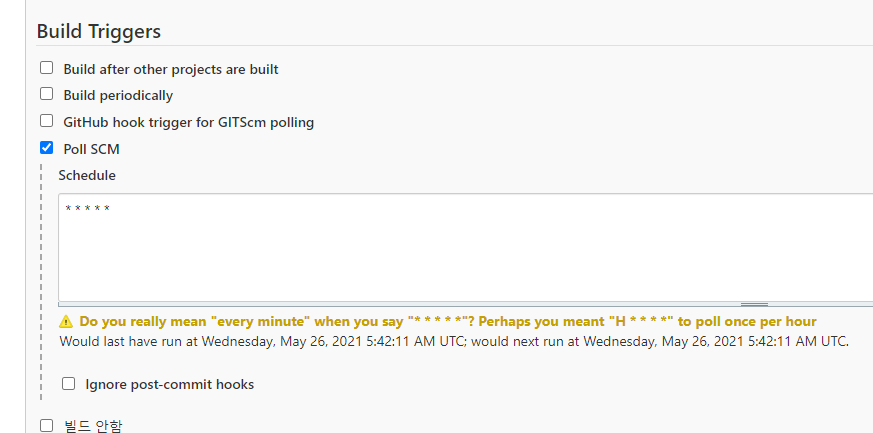 Build Triggers
Build after other projects are built
Build periodically
GitHub hook trigger for GITScm polling
Poll SCM
Schedule
* * * * *
Do you really mean "every minute" when you say "* * * * *"? Perhaps you meant "H * * * *" to poll once per hour
Would last have run at Wednesday, May 26, 2021 5:42:11 AM UTC; would next run at Wednesday, May 26, 2021 5:42:11 AM UTC.
Ignore post-commit hooks
빌드 안함